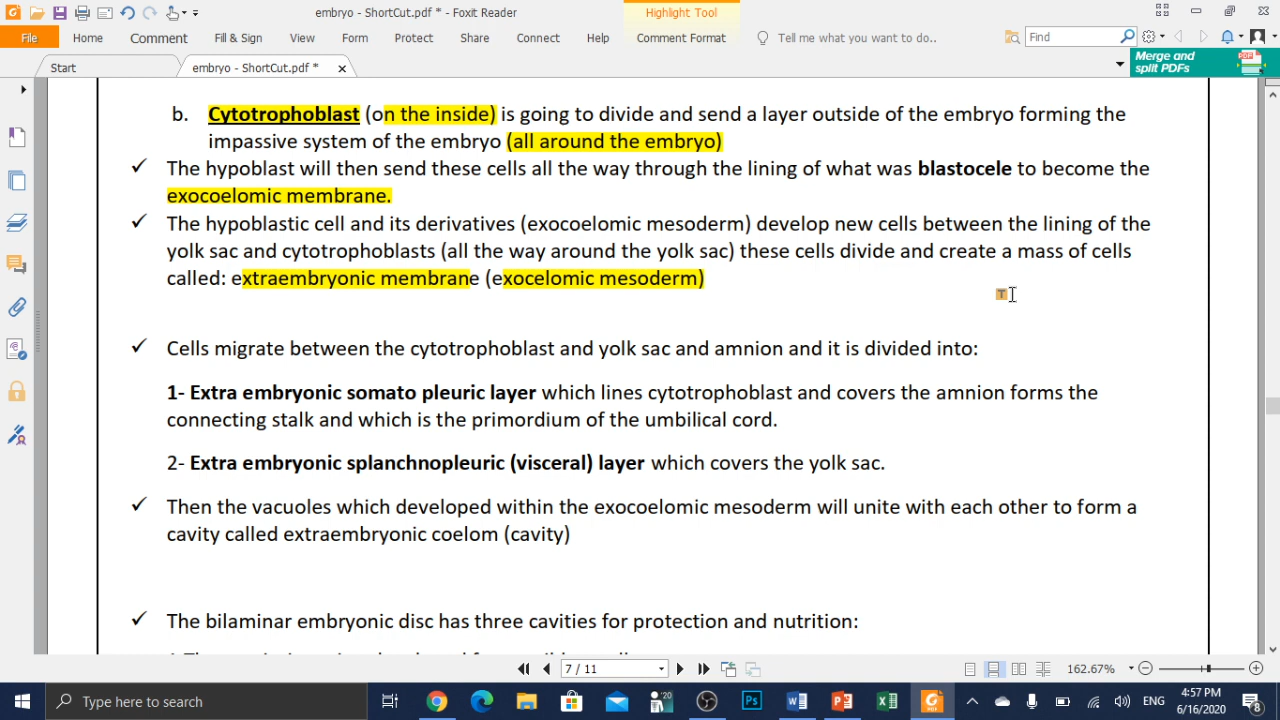 embryo - ShortCut.pdf * - Foxit Reader
Highlight Tool
File Home Comment Fill & Sign View Form Protect Share Connect Help Comment Format Tell me what you want to do.. Find
Start embryo - ShortCut.pdf *
Merge and
split PDFs
b. Cytotrophoblast (on the inside) is going to divide and send a layer outside of the embryo forming the
impassive system of the embryo (all around the embryo)
✓ The hypoblast will then send these cells all the way through the lining of what was blastocele to become the
exocoelomic membrane.
✓ The hypoblastic cell and its derivatives (exocoelomic mesoderm) develop new cells between the lining of the
yolk sac and cytotrophoblasts (all the way around the yolk sac) these cells divide and create a mass of cells
called: extraembryonic membrane (exocelomic mesoderm)
✓ Cells migrate between the cytotrophoblast and yolk sac and amnion and it is divided into:
1- Extra embryonic somato pleuric layer which lines cytotrophoblast and covers the amnion forms the
connecting stalk and which is the primordium of the umbilical cord.
2- Extra embryonic splanchnopleuric (visceral) layer which covers the yolk sac.
✓ Then the vacuoles which developed within the exocoelomic mesoderm will unite with each other to form a
cavity called extraembryonic coelom (cavity)
✓ The bilaminar embryonic disc has three cavities for protection and nutrition:
7 / 11 162.67%
Type here to search ENG 4:57 PM
6/16/2020